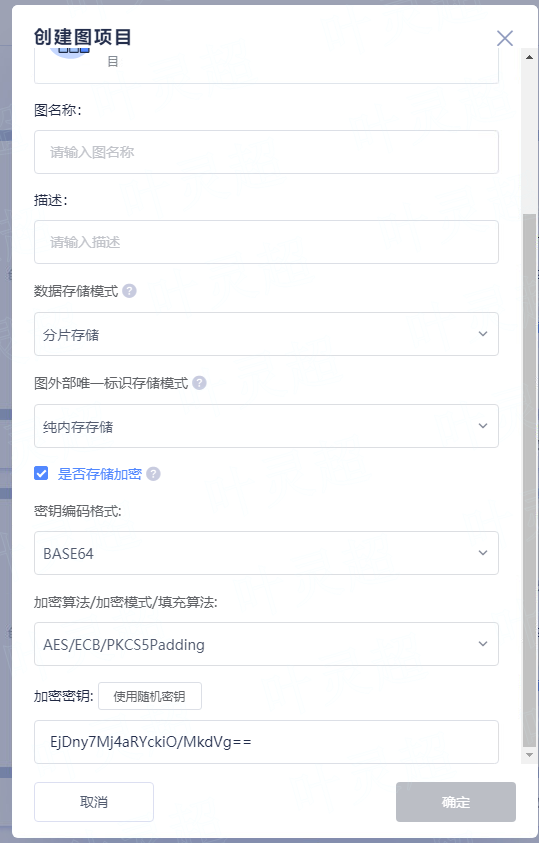 创建图项目
目
图名称：
请输入图名称
描述：
请输入描述
数据存储模式 ?
分片存储
图外部唯一标识存储模式 ?
纯内存存储
是否存储加密 ?
密钥编码格式:
BASE64
加密算法/加密模式/填充算法:
AES/ECB/PKCS5Padding
加密密钥: 使用随机密钥
EjDny7Mj4aRYckiO/MkdVg==
取消 确定